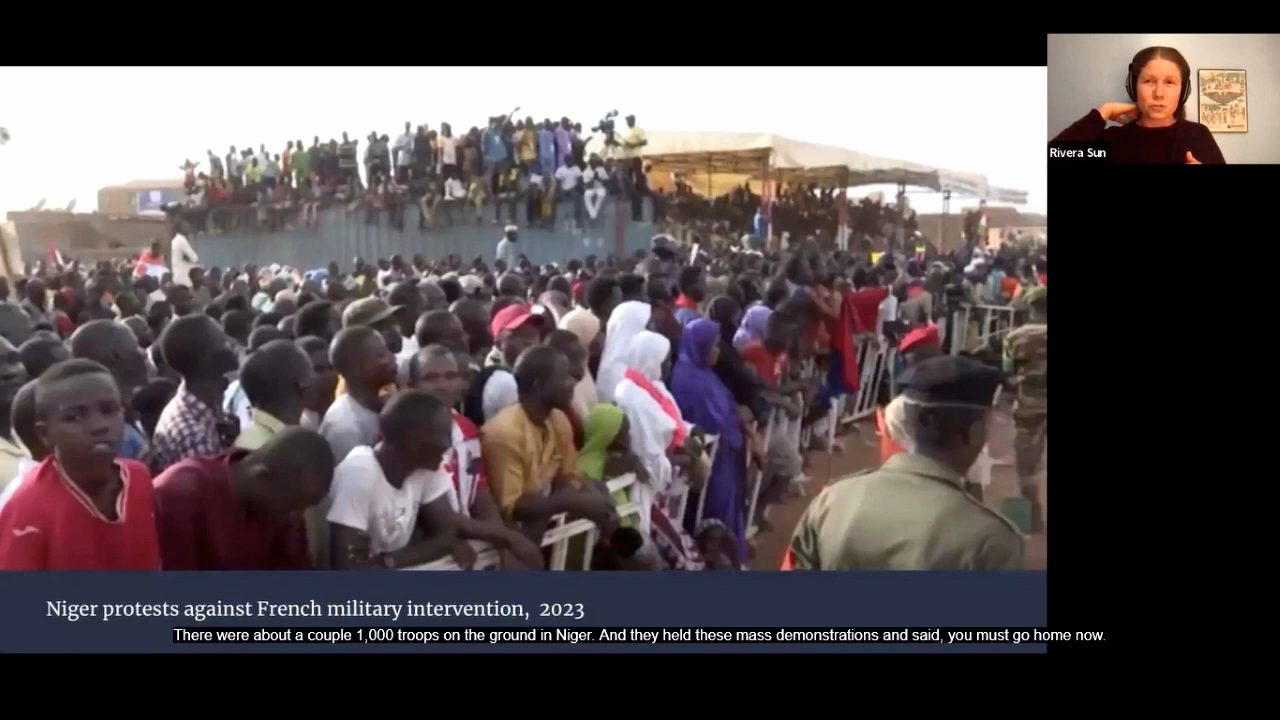 Rivera Sun
Niger protests against French military intervention, 2023
There were about a couple 1,000 troops on the ground in Niger. And they held these mass demonstrations and said, you must go home now.